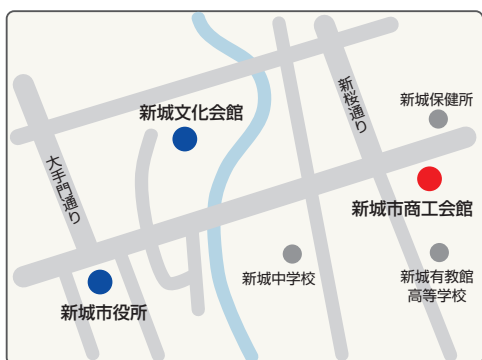 新城文化会館
新桜通り
新城保健所
大手門通り
新城市商工会館
新城中学校
新城有教館
高等学校
新城市役所